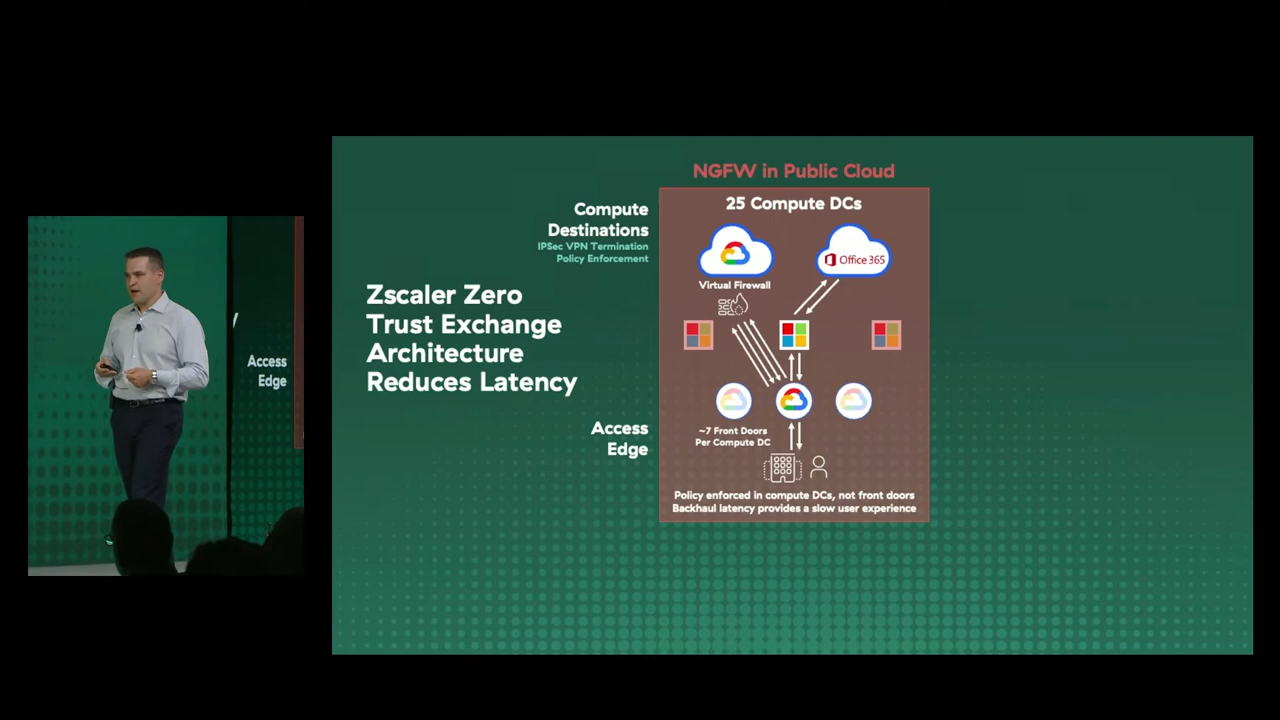 NGFW in Public Cloud
25 Compute DCs
Compute
Destinations
IPSec VPN Termination
Policy Enforcement
Office 365
Virtual Firewall
Zscaler Zero
Trust Exchange
Architecture
Reduces Latency
Access
Edge
~7 Front Doors
Per Compute DC
Policy enforced in compute DCs, not front doors
Backhaul latency provides a slow user experience
Access
Edge